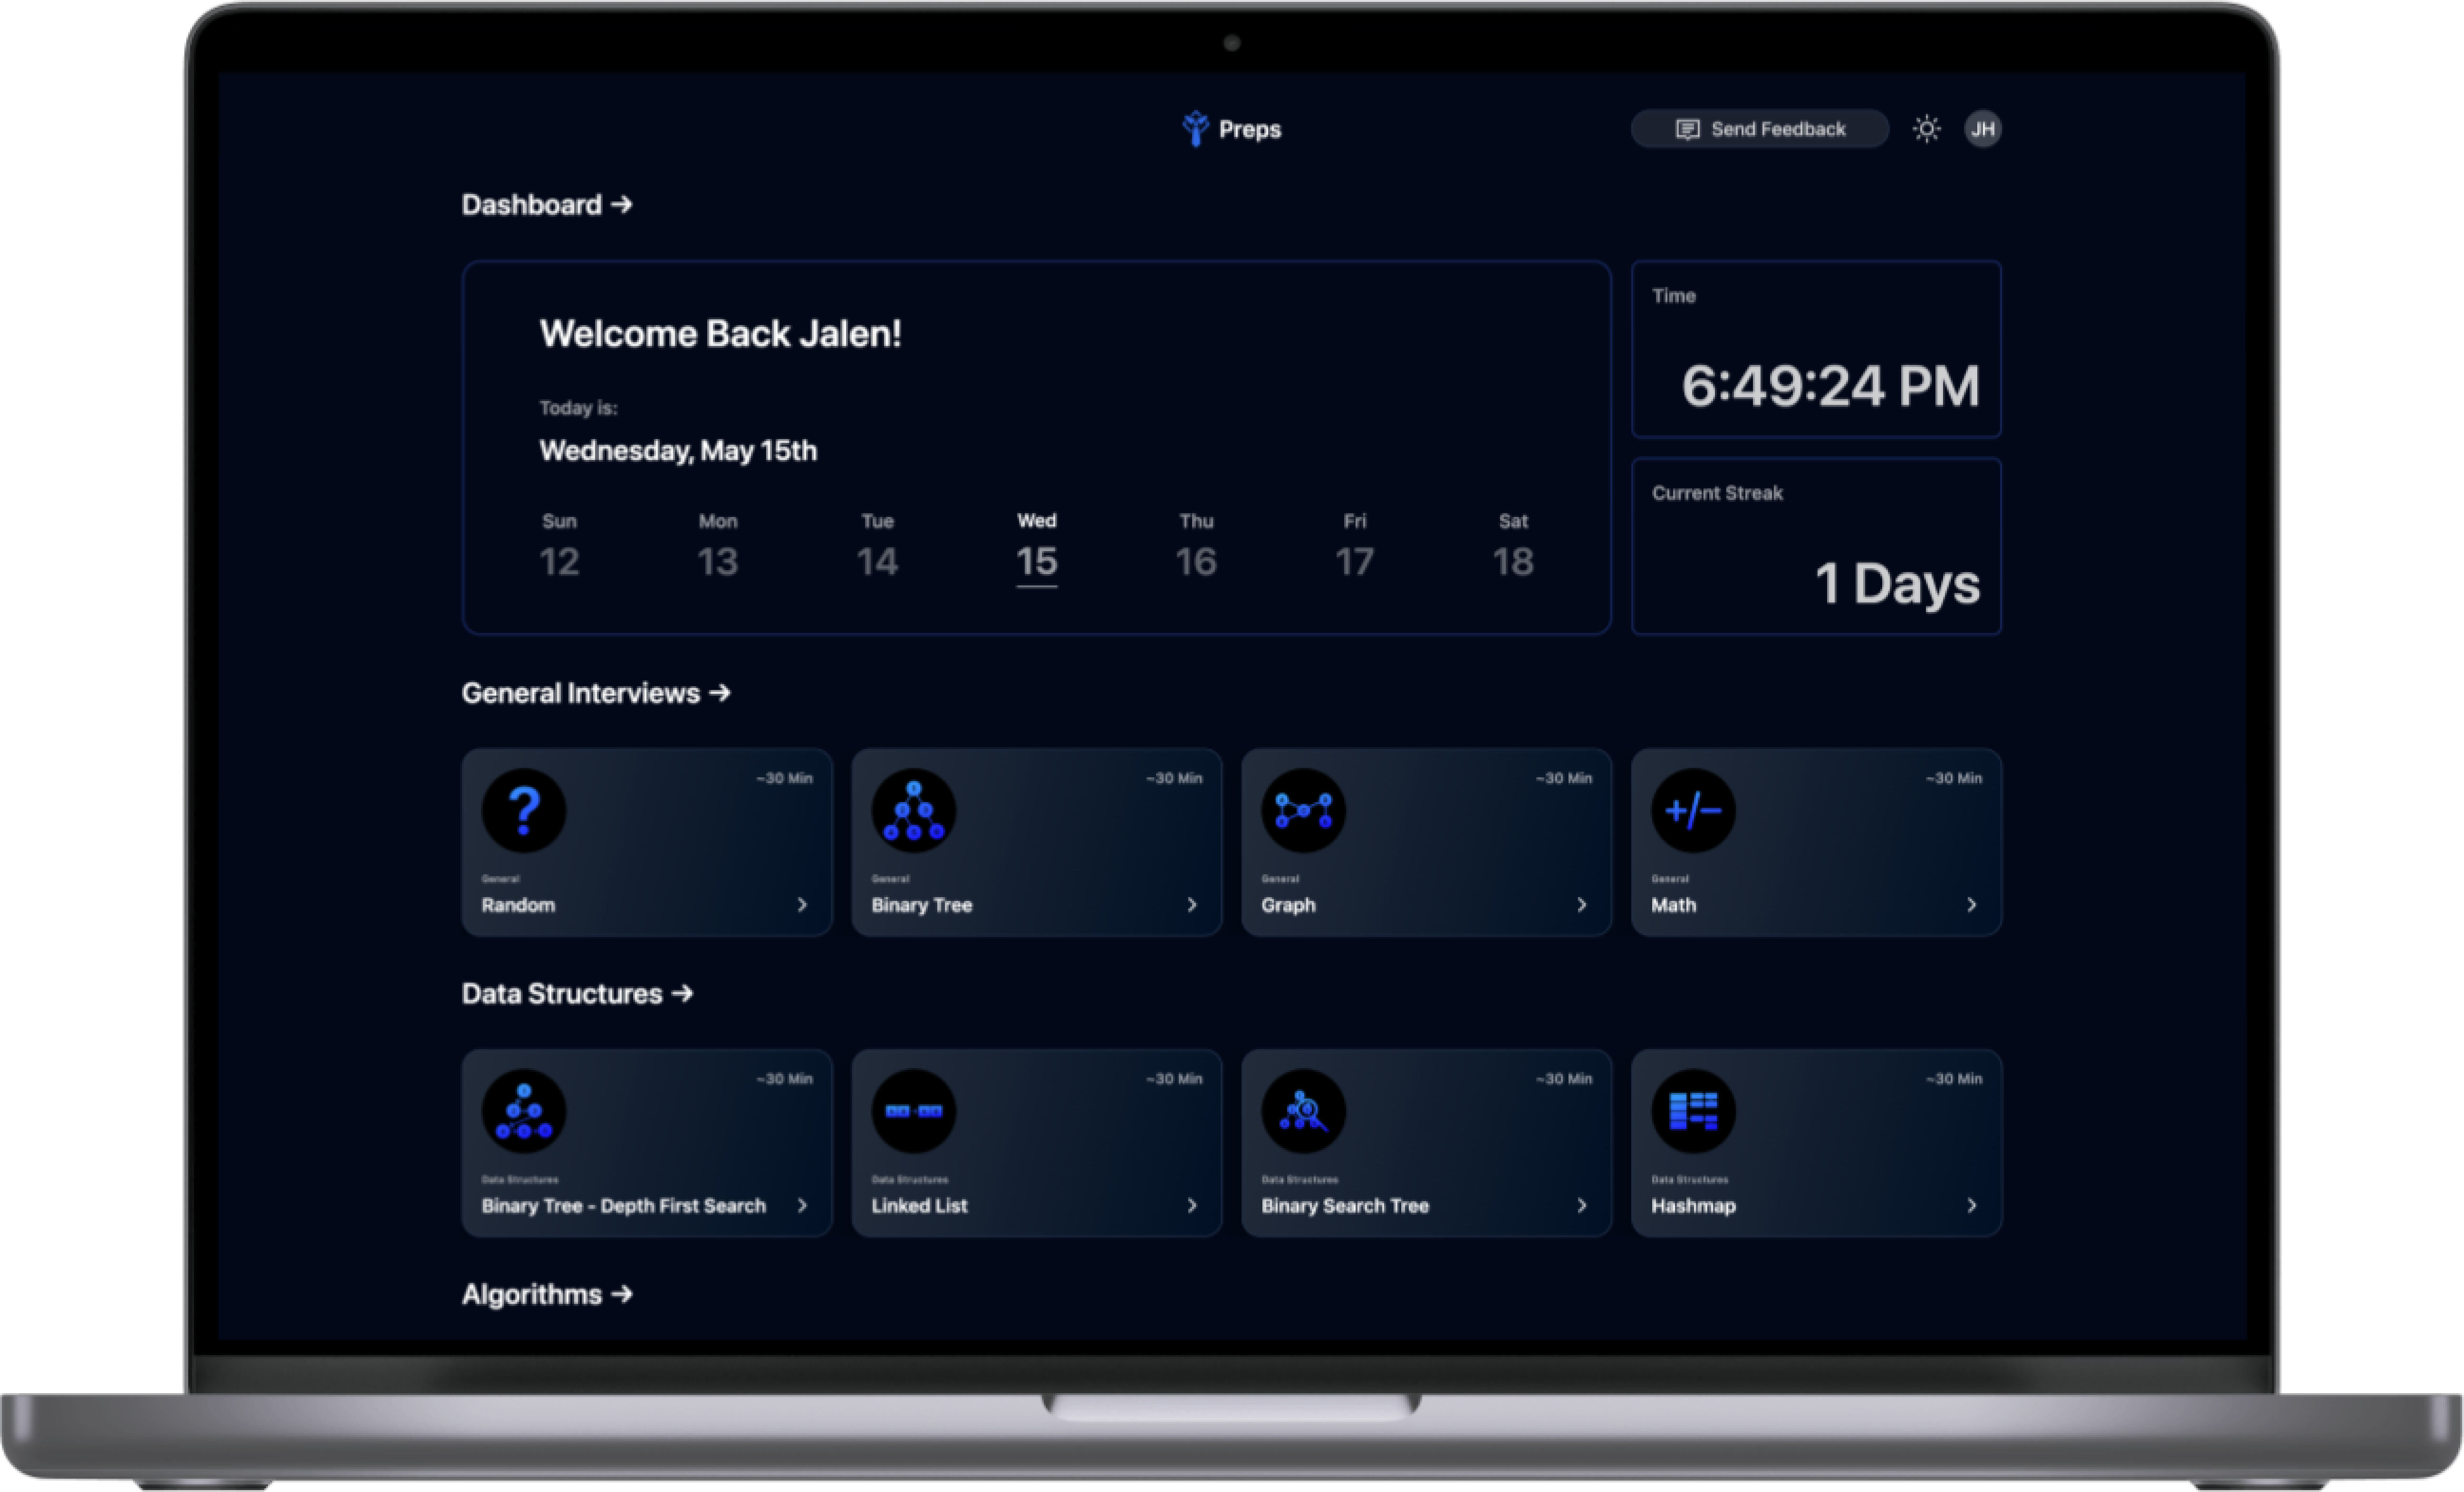 Preps
Send Feedback
JH
Dashboard →
Welcome Back Jalen!
Today is:
Wednesday, May 15th
Sun Mon Tue Wed Thu Fri Sat
12 13 14 15 16 17 18
Time
6:49:24 PM
Current Streak
1 Days
General Interviews →
~30 Min
?
General
Random
~30 Min
General
Binary Tree
~30 Min
General
Graph
~30 Min
+/−
General
Math
Data Structures →
~30 Min
Data Structures
Binary Tree - Depth First Search
~30 Min
Data Structures
Linked List
~30 Min
Data Structures
Binary Search Tree
~30 Min
Data Structures
Hashmap
Algorithms →